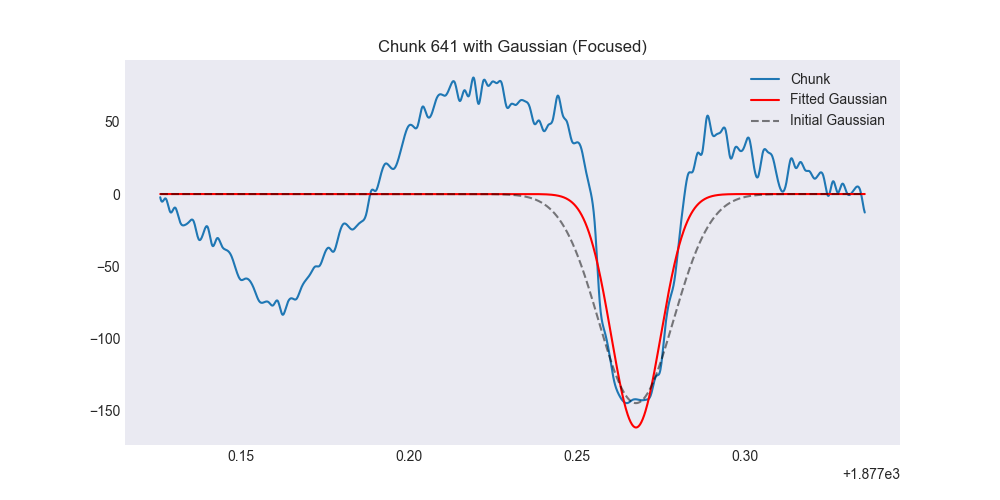 Chunk 641 with Gaussian (Focused)
Chunk
Fitted Gaussian
Initial Gaussian
50
0
−50
−100
−150
0.15 0.20 0.25 0.30
+1.877e3